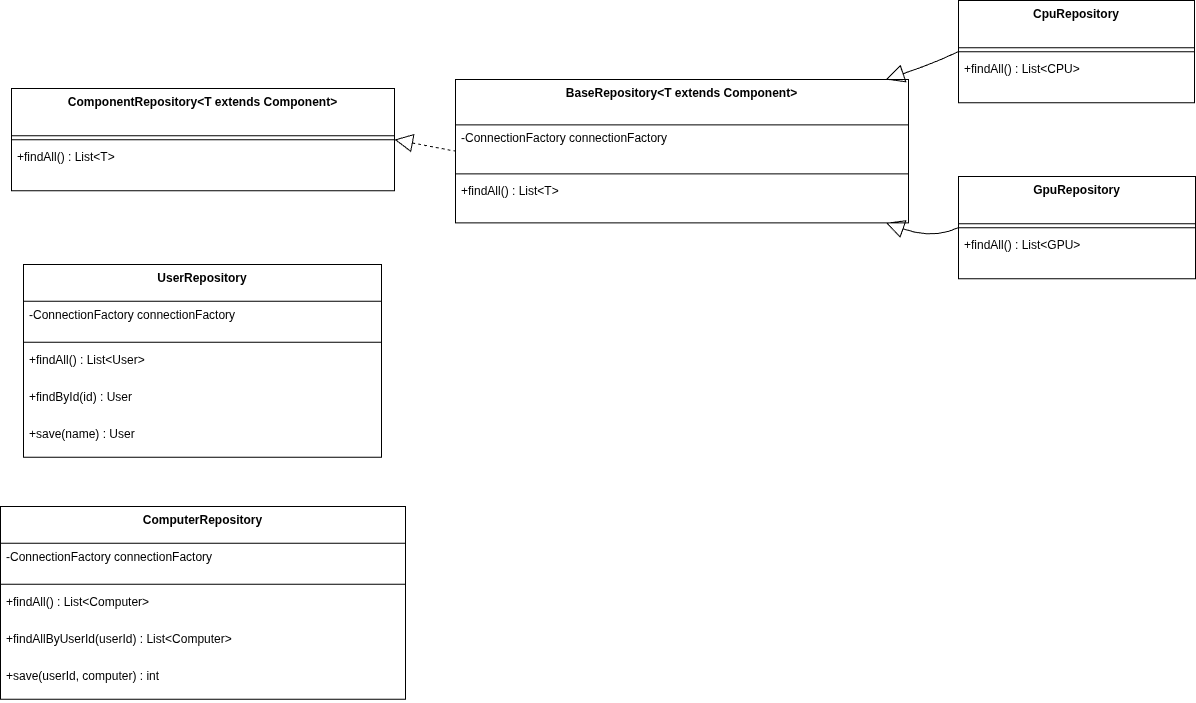 ComponentRepository<T extends Component>
+findAll() : List<T>
BaseRepository<T extends Component>
-ConnectionFactory connectionFactory
+findAll() : List<T>
CpuRepository
+findAll() : List<CPU>
GpuRepository
+findAll() : List<GPU>
UserRepository
-ConnectionFactory connectionFactory
+findAll() : List<User>
+findById(id) : User
+save(name) : User
ComputerRepository
-ConnectionFactory connectionFactory
+findAll() : List<Computer>
+findAllByUserId(userId) : List<Computer>
+save(userId, computer) : int